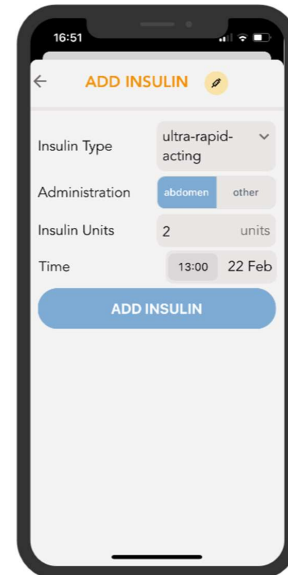 16:51
ADD INSULIN
Insulin Type ultra-rapid-
acting
Administration abdomen other
Insulin Units 2 units
Time 13:00 22 Feb
ADD INSULIN